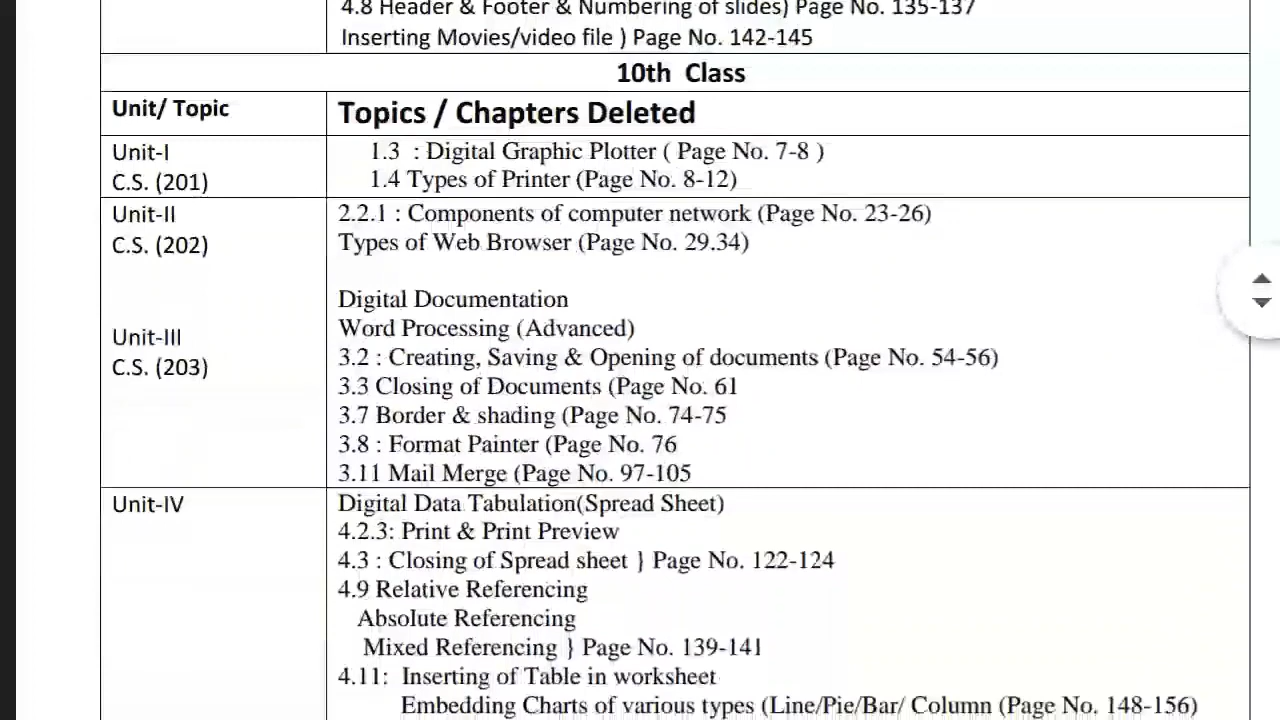 4.8 Header & Footer & Numbering of slides) Page No. 135-137
Inserting Movies/video file ) Page No. 142-145
10th Class
Unit/ Topic
Topics / Chapters Deleted
Unit-I
C.S. (201)
1.3 : Digital Graphic Plotter ( Page No. 7-8 )
1.4 Types of Printer (Page No. 8-12)
Unit-II
C.S. (202)
2.2.1 : Components of computer network (Page No. 23-26)
Types of Web Browser (Page No. 29.34)
Unit-III
C.S. (203)
Digital Documentation
Word Processing (Advanced)
3.2 : Creating, Saving & Opening of documents (Page No. 54-56)
3.3 Closing of Documents (Page No. 61
3.7 Border & shading (Page No. 74-75
3.8 : Format Painter (Page No. 76
3.11 Mail Merge (Page No. 97-105
Unit-IV
Digital Data Tabulation(Spread Sheet)
4.2.3: Print & Print Preview
4.3 : Closing of Spread sheet } Page No. 122-124
4.9 Relative Referencing
Absolute Referencing
Mixed Referencing } Page No. 139-141
4.11: Inserting of Table in worksheet
Embedding Charts of various types (Line/Pie/Bar/ Column (Page No. 148-156)